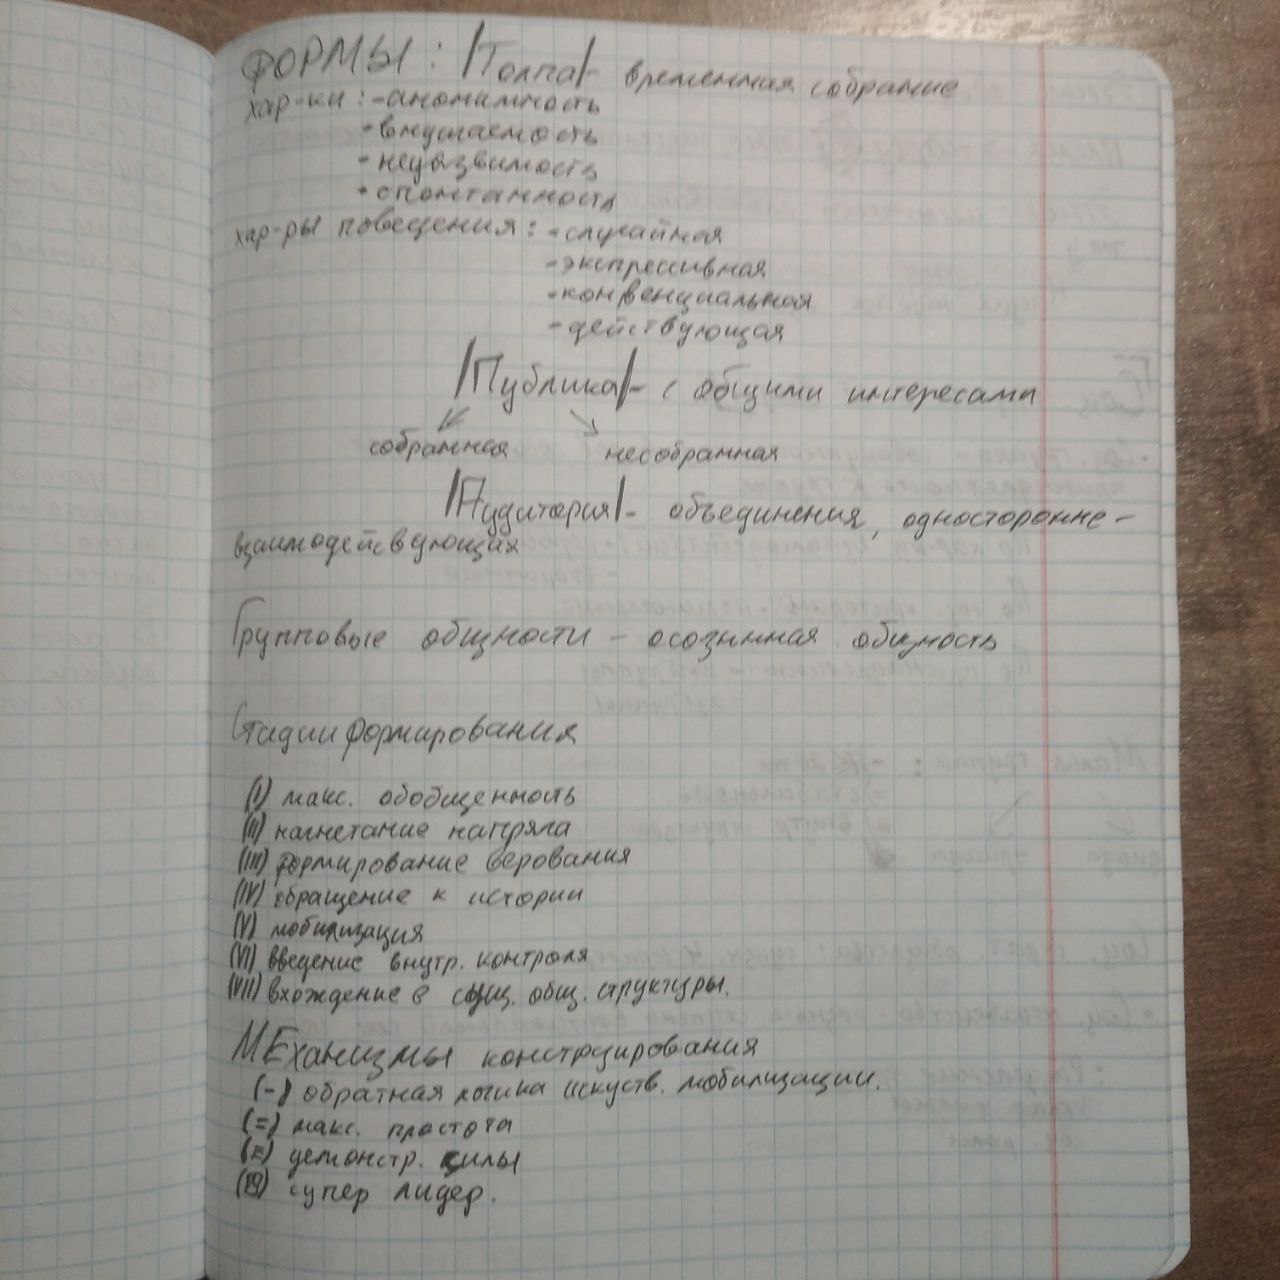 ФОРМЫ: |Толпа| - временная собрание
хар-ки: - анонимность
- внушаемость
- неуязвимость
- спонтанность
хар-ры поведения: - случайная
- экспрессивная
- конвенциальная
- действующая
|Публика| - с общими интересами
собранная несобранная
|Аудитория| - объединения, односторонне-
взаимодействующих
Групповые общности - осознанная общность
Стадии формирования
(I) макс. обобщенность
(II) нагнетание напряга
(III) формирование верования
(IV) обращение к истории
(V) мобилизация
(VI) введение внутр. контроля
(VII) вхождение в сущ. общ. структуры.
МЕханизмы конструирования
(-) обратная логика искуств. мобилизации.
(=) макс. простота
(≡) демонстр. силы
супер лидер.